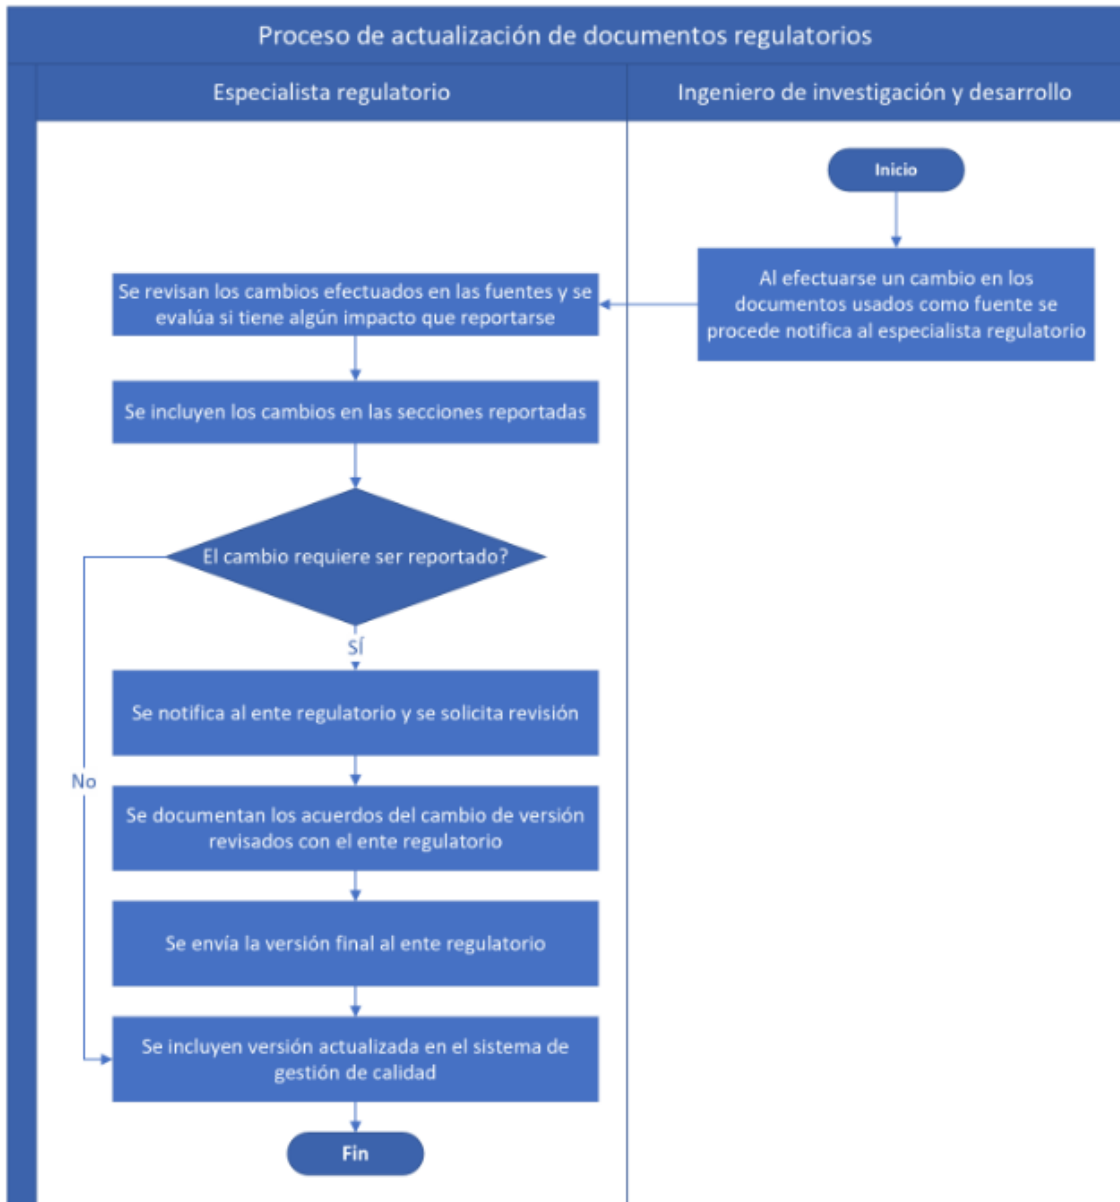 Proceso de actualización de documentos regulatorios
Especialista regulatorio
Ingeniero de investigación y desarrollo
Inicio
Al efectuarse un cambio en los
documentos usados como fuente se
procede notifica al especialista regulatorio
Se revisan los cambios efectuados en las fuentes y se
evalúa si tiene algún impacto que reportarse
Se incluyen los cambios en las secciones reportadas
El cambio requiere ser reportado?
SÍ
Se notifica al ente regulatorio y se solicita revisión
No
Se documentan los acuerdos del cambio de versión
revisados con el ente regulatorio
Se envía la versión final al ente regulatorio
Se incluyen versión actualizada en el sistema de
gestión de calidad
Fin